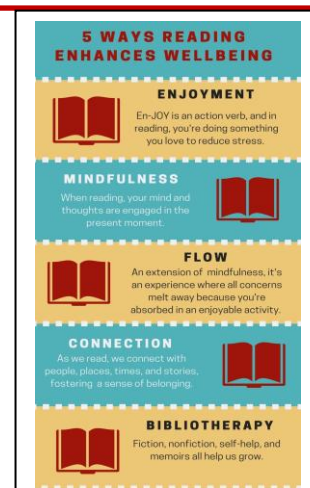 5 WAYS READING
ENHANCES WELLBEING
ENJOYMENT
En-JOY is an action verb, and in
reading, you're doing something
you love to reduce stress.
MINDFULNESS
When reading, your mind and
thoughts are engaged in the
present moment.
FLOW
An extension of mindfulness, it's
an experience where all concerns
melt away because you're
absorbed in an enjoyable activity.
CONNECTION
As we read, we connect with
people, places, times, and stories,
fostering a sense of belonging.
BIBLIOTHERAPY
Fiction, nonfiction, self-help, and
memoirs all help us grow.